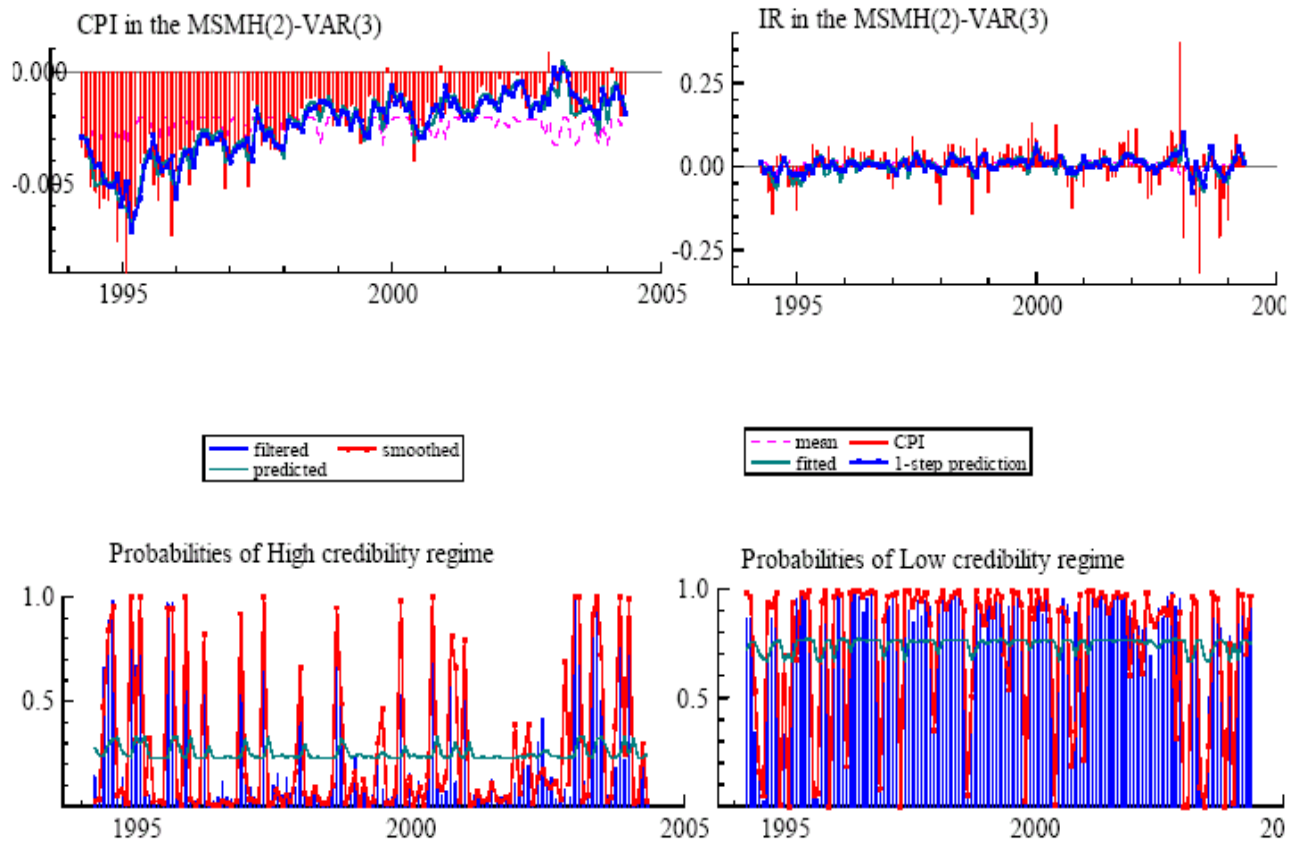 CPI in the MSMH(2)-VAR(3)
0.000
-0.005
1995 2000 2005
IR in the MSMH(2)-VAR(3)
0.25
0.00
-0.25
1995 2000 200
filtered smoothed
predicted
mean CPI
fitted 1-step prediction
Probabilities of High credibility regime
1.0
0.5
1995 2000 2005
Probabilities of Low credibility regime
1.0
0.5
1995 2000 20